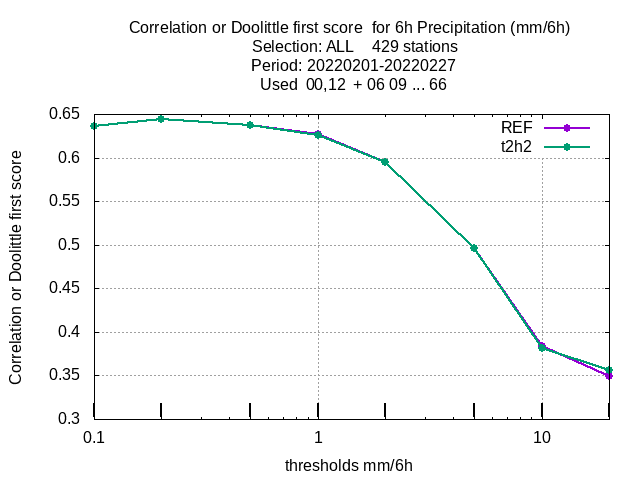 Correlation or Doolittle first score  for 6h Precipitation (mm/6h)
Selection: ALL    429 stations
Period: 20220201-20220227
Used  00,12  + 06 09 ... 66
REF
t2h2
0.65
0.6
0.55
0.5
0.45
0.4
0.35
0.3
Correlation or Doolittle first score
0.1
1
10
thresholds mm/6h